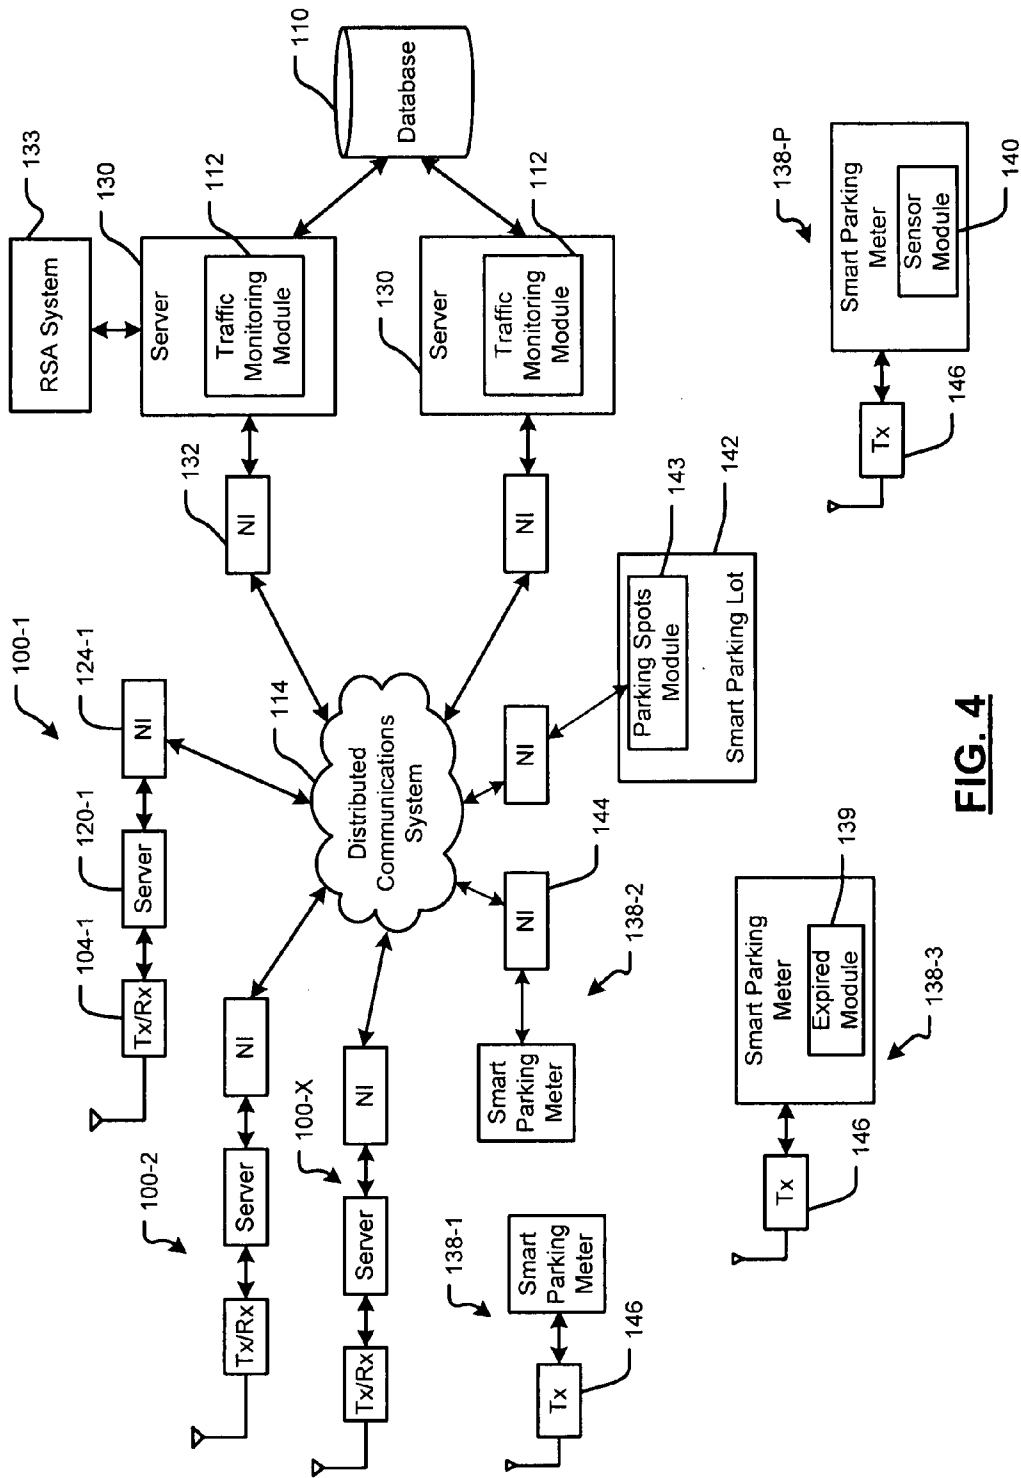 100-1
104-1
120-1
124-1
Tx/Rx
Server
NI
100-2
Tx/Rx
Server
NI
100-X
Tx/Rx
Server
NI
114
Distributed
Communications
System
132
NI
133
RSA System
130
Server
112
Traffic
Monitoring
Module
110
Database
NI
130
Server
112
Traffic
Monitoring
Module
138-1
Tx
146
Smart
Parking
Meter
138-2
Smart
Parking
Meter
NI
144
NI
Parking Spots
Module
143
Smart Parking Lot
142
Tx
146
Smart Parking
Meter
Expired
Module
139
138-3
Tx
146
138-P
Smart Parking
Meter
Sensor
Module
140
FIG. 4